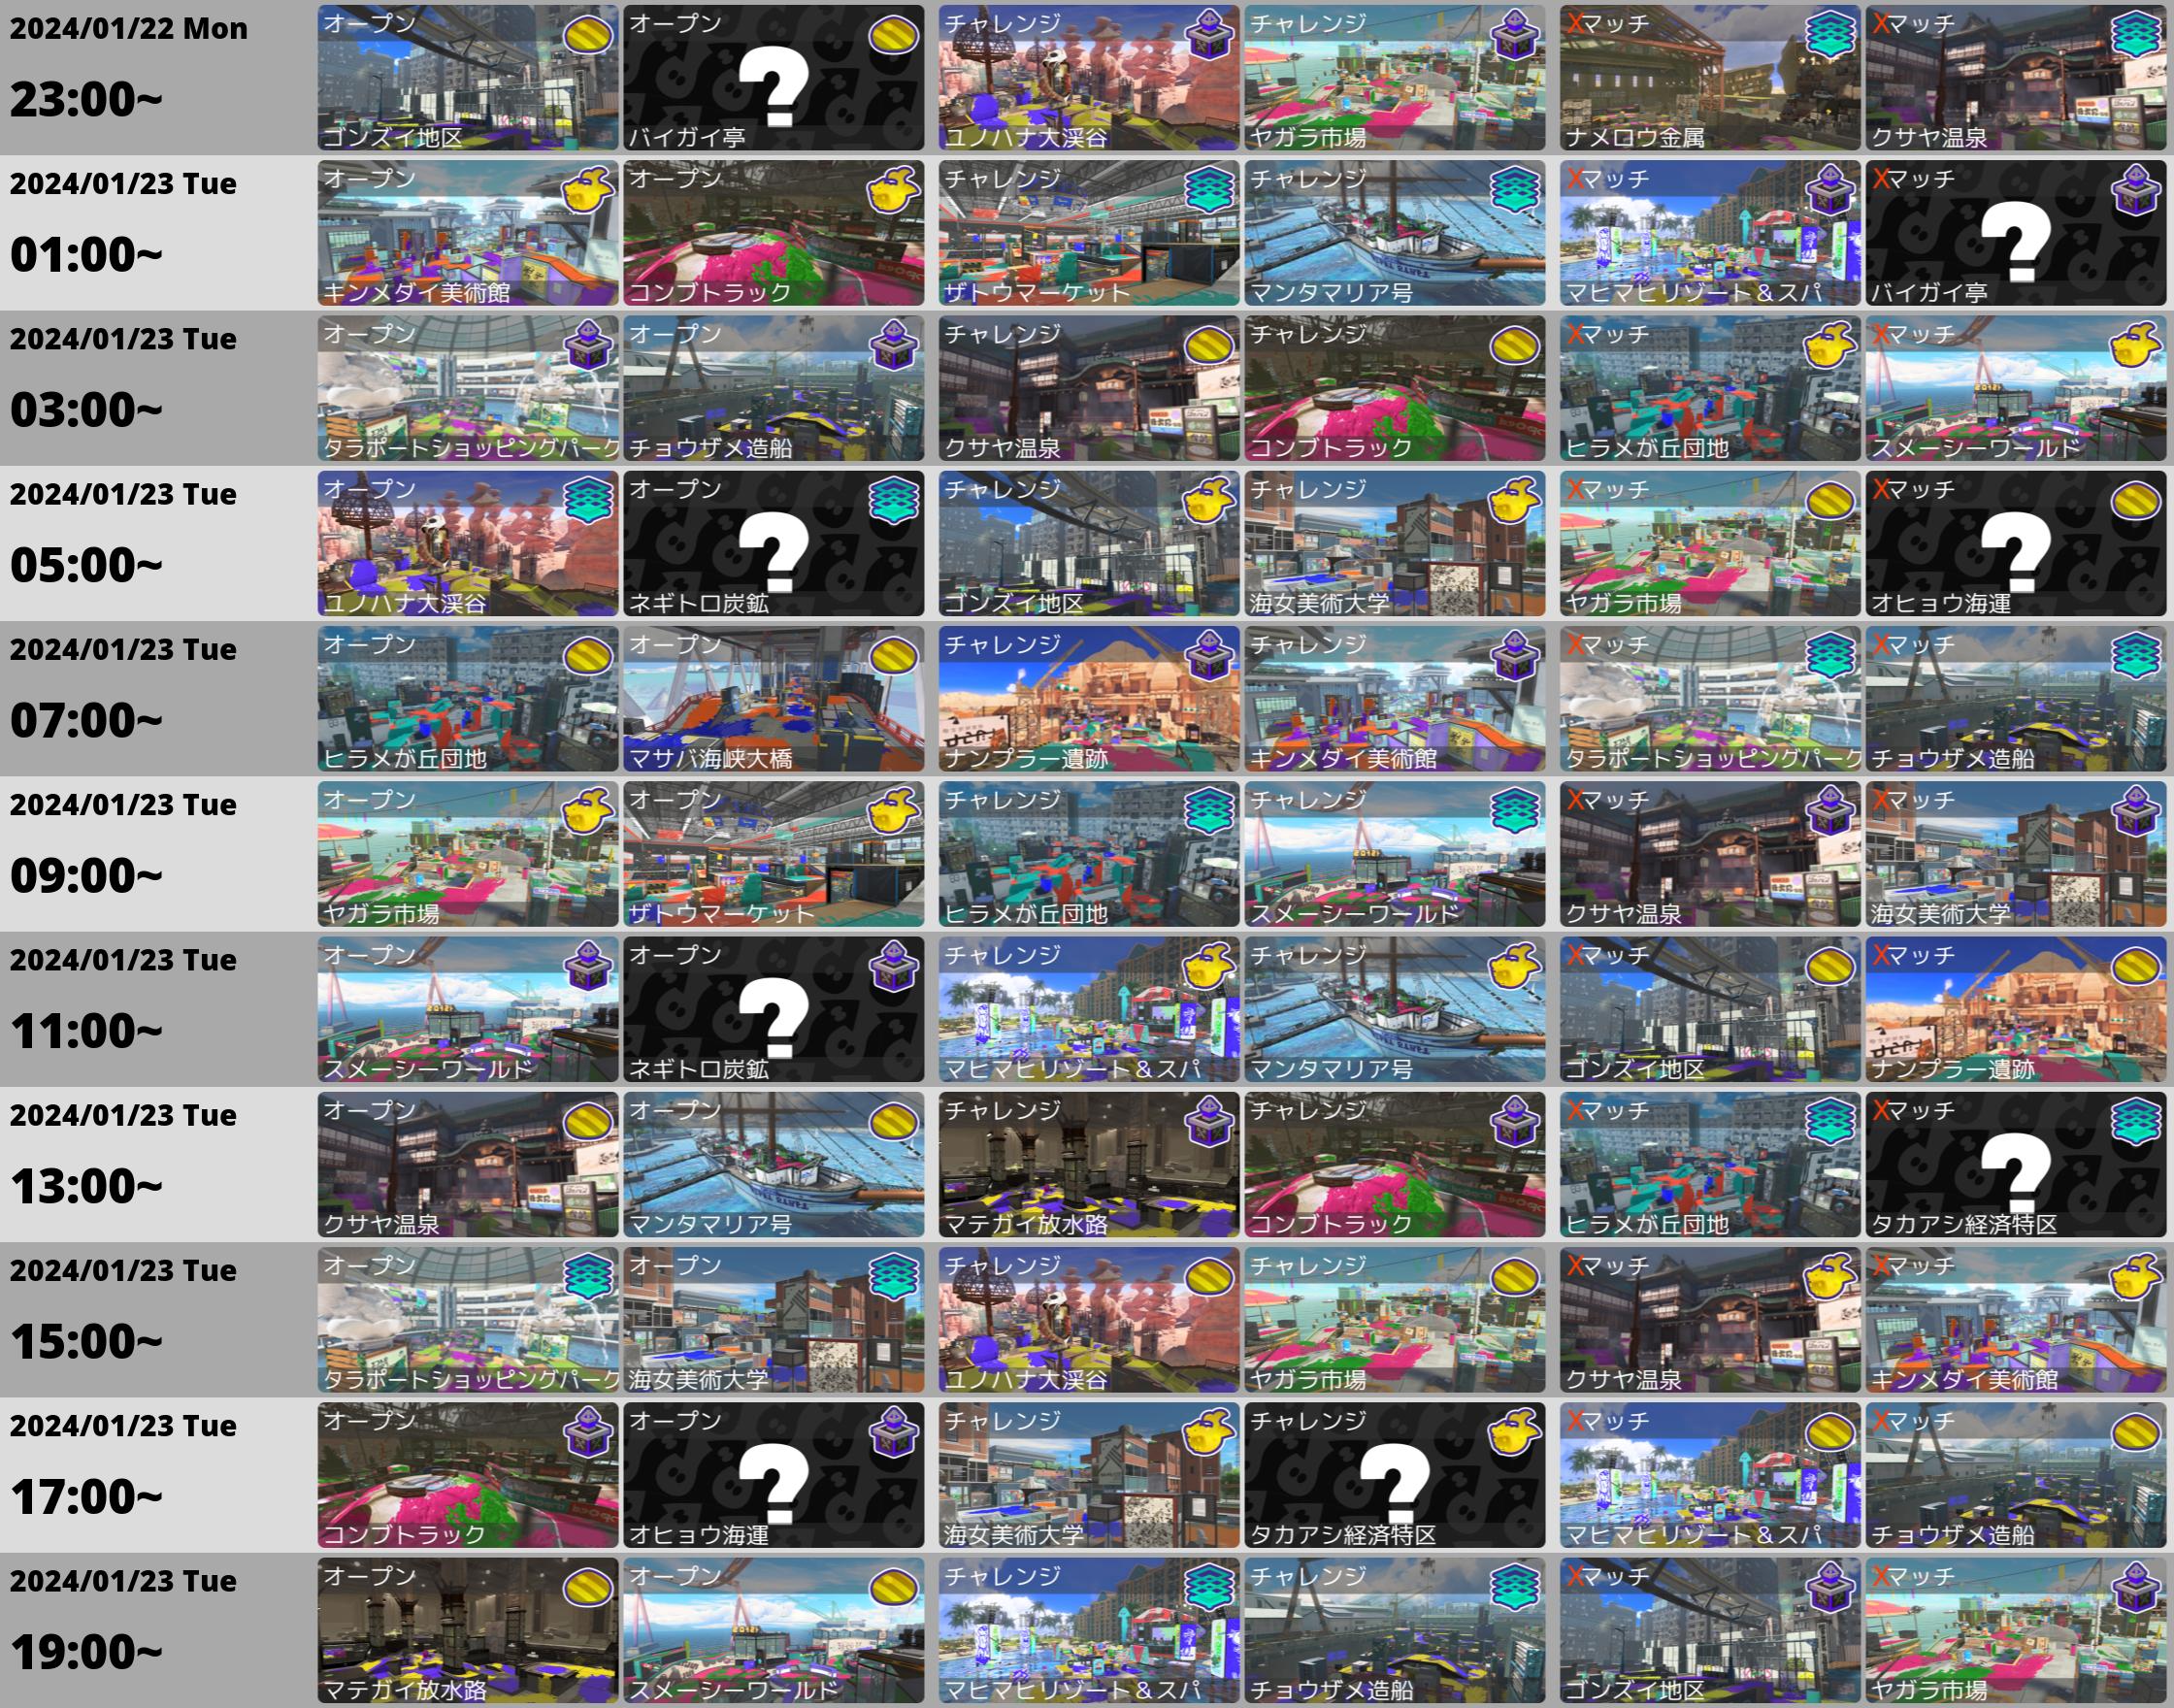 2024/01/22 Mon
23:00~
オープン
ゴンズイ地区
オープン
?
バイガイ亭
チャレンジ
ユノハナ大渓谷
チャレンジ
ヤガラ市場
Xマッチ
ナメロウ金属
Xマッチ
クサヤ温泉
2024/01/23 Tue
01:00~
オープン
キンメダイ美術館
オープン
コンブトラック
チャレンジ
ザトウマーケット
チャレンジ
マンタマリア号
Xマッチ
マヒマヒリゾート&スパ
Xマッチ
?
バイガイ亭
2024/01/23 Tue
03:00~
オープン
タラポートショッピングパーク
オープン
チョウザメ造船
チャレンジ
クサヤ温泉
チャレンジ
コンブトラック
Xマッチ
ヒラメが丘団地
Xマッチ
スメーシーワールド
2024/01/23 Tue
05:00~
オープン
ユノハナ大渓谷
オープン
?
ネギトロ炭鉱
チャレンジ
ゴンズイ地区
チャレンジ
海女美術大学
Xマッチ
ヤガラ市場
Xマッチ
?
オヒョウ海運
2024/01/23 Tue
07:00~
オープン
ヒラメが丘団地
オープン
マサバ海峡大橋
チャレンジ
ナンプラー遺跡
チャレンジ
キンメダイ美術館
Xマッチ
タラポートショッピングパーク
Xマッチ
チョウザメ造船
2024/01/23 Tue
09:00~
オープン
ヤガラ市場
オープン
ザトウマーケット
チャレンジ
ヒラメが丘団地
チャレンジ
スメーシーワールド
Xマッチ
クサヤ温泉
Xマッチ
海女美術大学
2024/01/23 Tue
11:00~
オープン
スメーシーワールド
オープン
?
ネギトロ炭鉱
チャレンジ
マヒマヒリゾート&スパ
チャレンジ
マンタマリア号
Xマッチ
ゴンズイ地区
Xマッチ
ナンプラー遺跡
2024/01/23 Tue
13:00~
オープン
クサヤ温泉
オープン
マンタマリア号
チャレンジ
マテガイ放水路
チャレンジ
コンブトラック
Xマッチ
ヒラメが丘団地
Xマッチ
?
タカアシ経済特区
2024/01/23 Tue
15:00~
オープン
タラポートショッピングパーク
オープン
海女美術大学
チャレンジ
ユノハナ大渓谷
チャレンジ
ヤガラ市場
Xマッチ
クサヤ温泉
Xマッチ
キンメダイ美術館
2024/01/23 Tue
17:00~
オープン
コンブトラック
オープン
?
オヒョウ海運
チャレンジ
海女美術大学
チャレンジ
?
タカアシ経済特区
Xマッチ
マヒマヒリゾート&スパ
Xマッチ
チョウザメ造船
2024/01/23 Tue
19:00~
オープン
マテガイ放水路
オープン
スメーシーワールド
チャレンジ
マヒマヒリゾート&スパ
チャレンジ
チョウザメ造船
Xマッチ
ゴンズイ地区
Xマッチ
ヤガラ市場